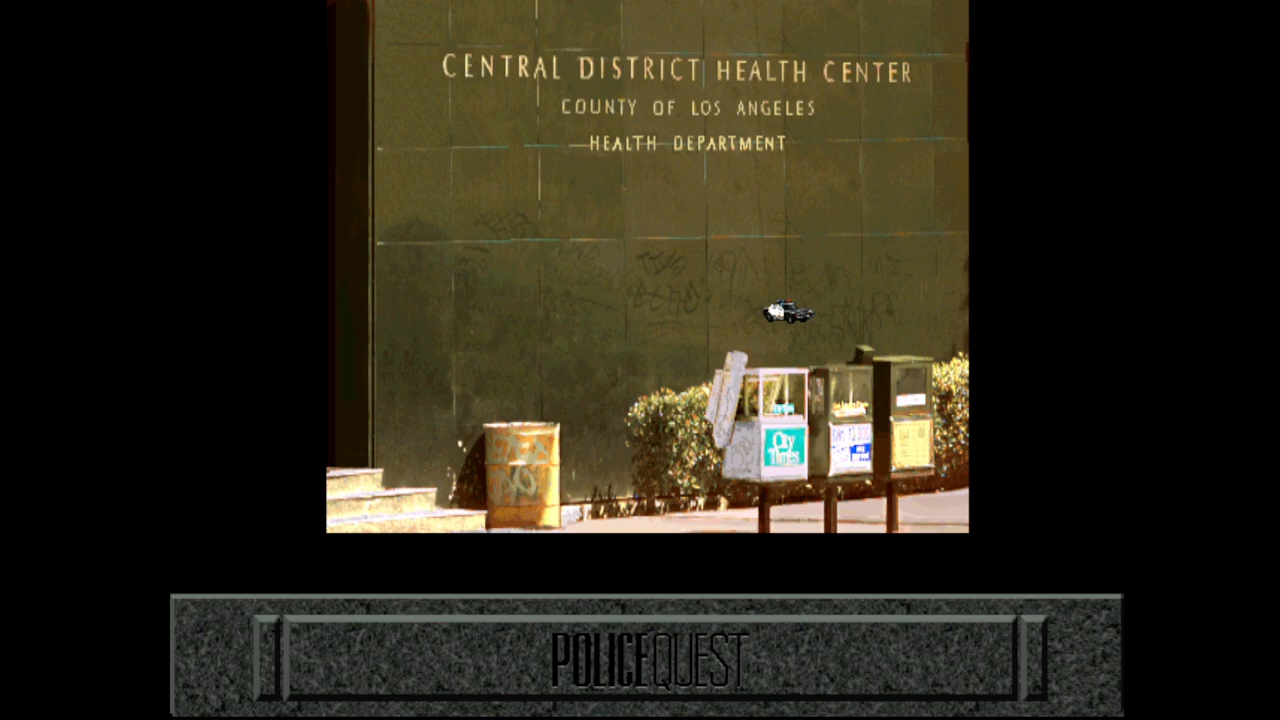 CENTRAL DISTRICT HEALTH CENTER
COUNTY OF LOS ANGELES
HEALTH DEPARTMENT
City
Times
POLICEQUEST